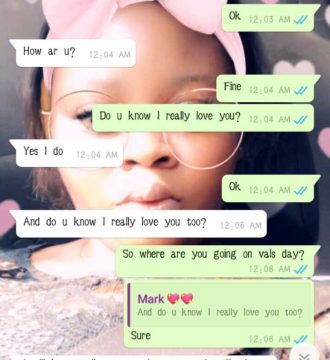 Ok 12:03 AM
How ar u? 12:04 AM
Fine 12:04 AM
Do u know I really love you? 12:04 AM
Yes I do 12:04 AM
Ok 12:04 AM
And do u know I really love you too? 12:06 AM
So where are you going on vals day?
12:06 AM
Mark 💘💘
And do u know I really love you too?
Sure 12:06 AM